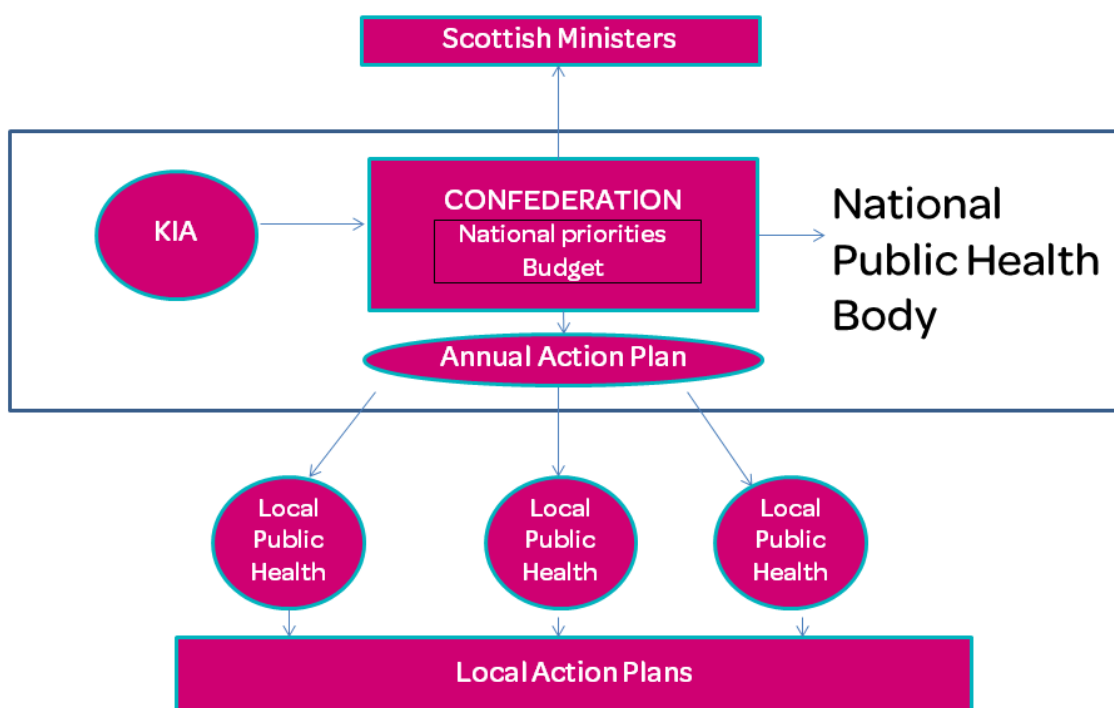 Scottish Ministers
KIA
CONFEDERATION
National priorities
Budget
National
Public Health
Body
Annual Action Plan
Local
Public
Health
Local
Public
Health
Local
Public
Health
Local Action Plans